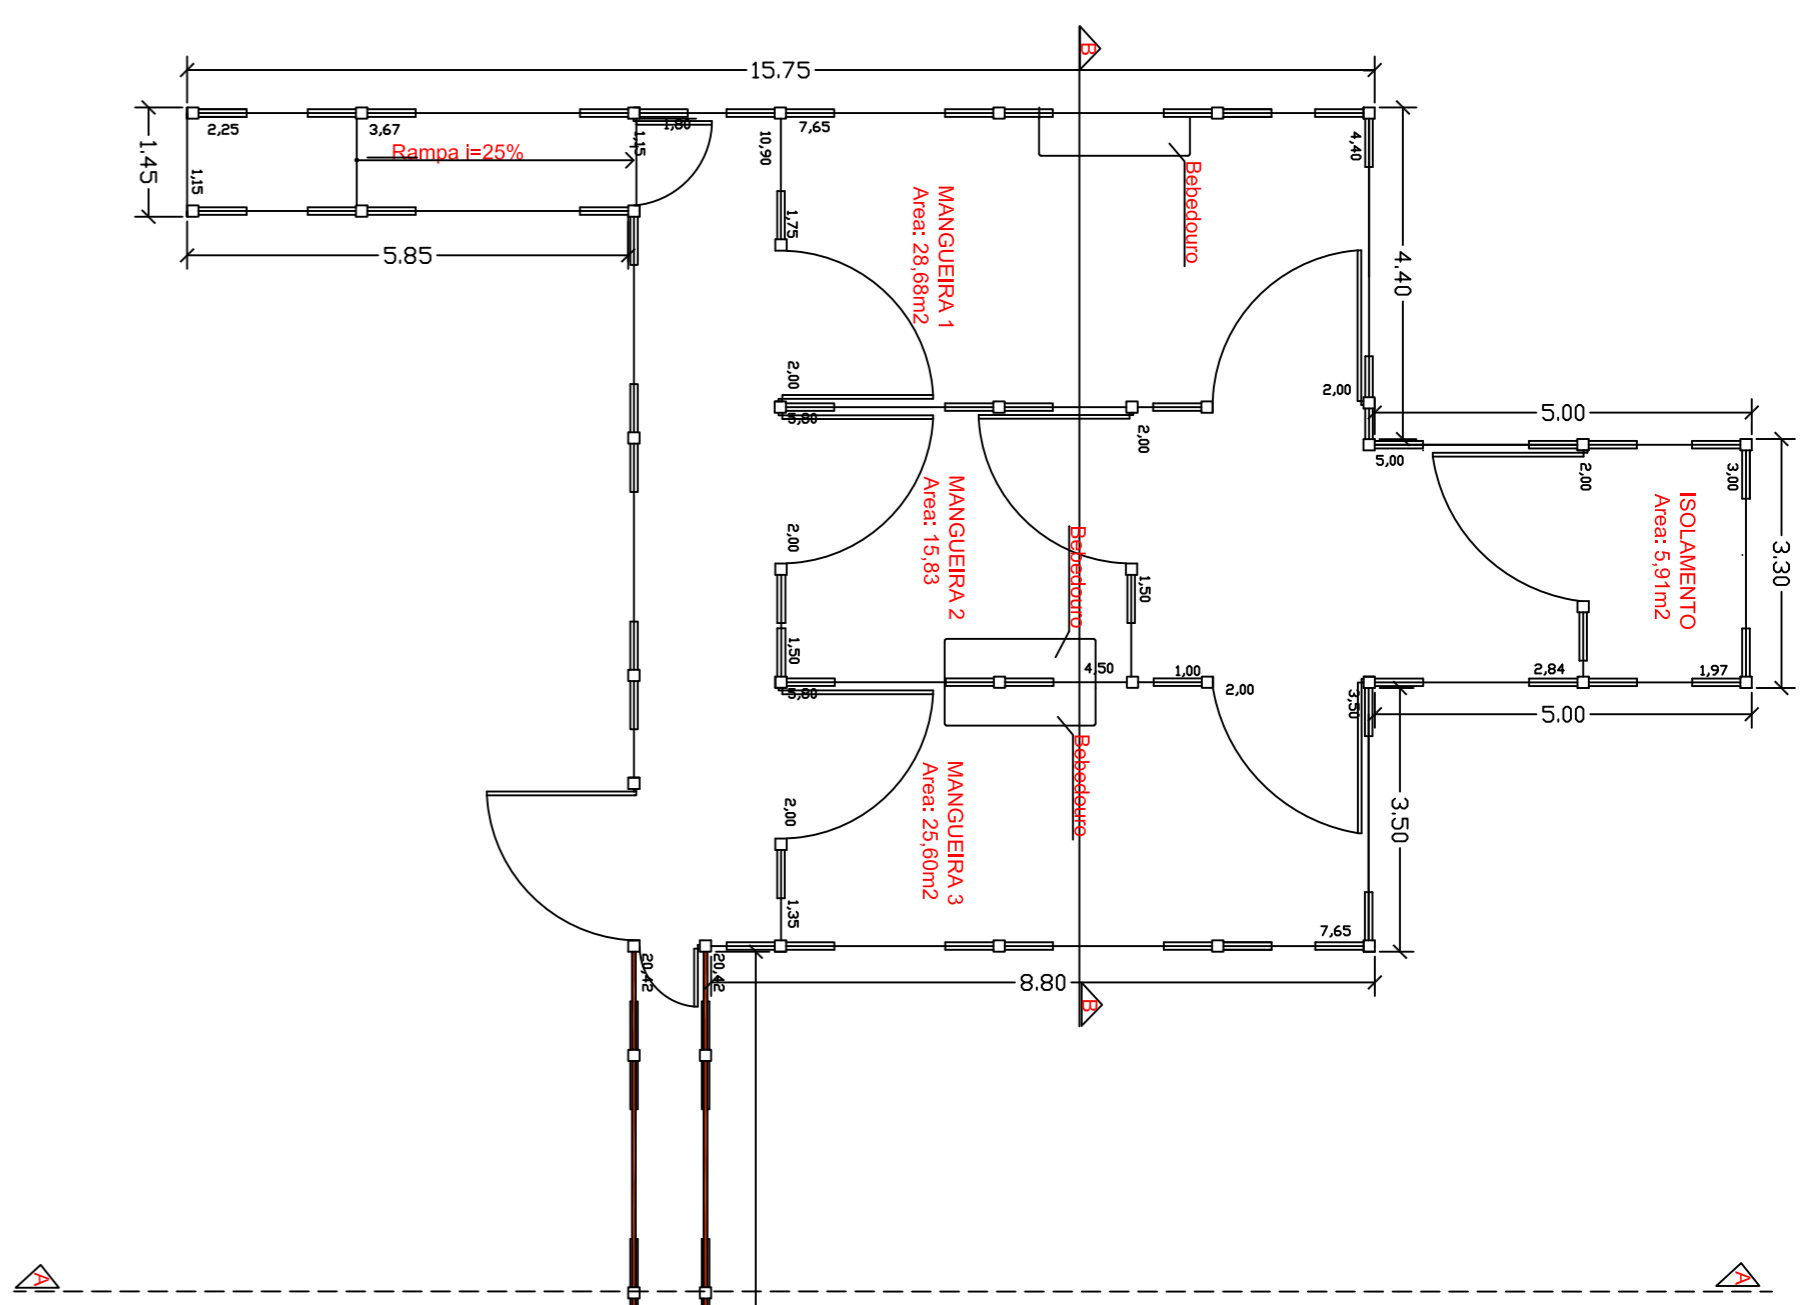 B
15.75
2,25
3,67
1,80
7,65
1.45
1,15
Rampa i=25%
1,15
10,90
4,40
1,75
MANGUEIRA 1
Area: 28,68m2
Bebedouro
5.85
4.40
2,00
5,80
2,00
2,00
5.00
5,00
2,00
3,00
ISOLAMENTO
Area: 5,91m2
3.30
2,00
MANGUEIRA 2
Area: 15,83
Bebedouro
1,50
1,50
5,80
4,50
1,00
2,00
2,84
1,97
3,50
5.00
Bebedouro
MANGUEIRA 3
Area: 25,60m2
2,00
3.50
1,35
7,65
20,42
20,42
8.80
B
A
A